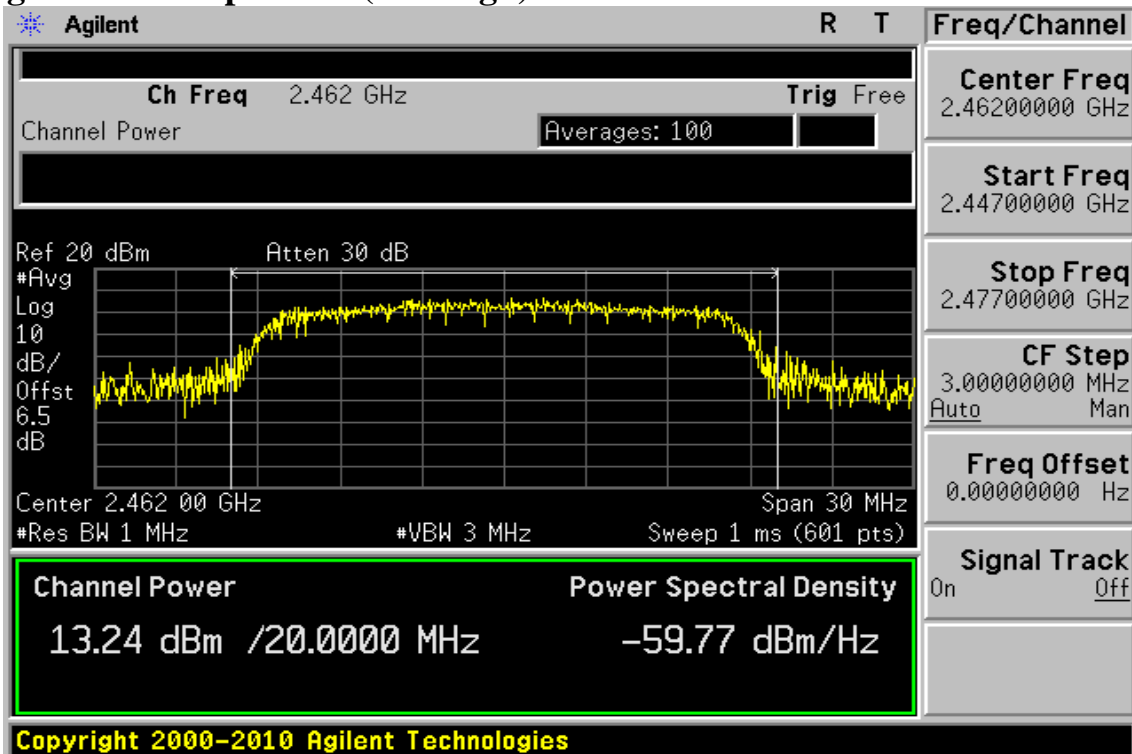 Agilent R T
Freq/Channel
Ch Freq 2.462 GHz Trig Free
Channel Power Averages: 100
Ref 20 dBm Atten 30 dB
#Avg
Log
10
dB/
Offst
6.5
dB
Center 2.462 00 GHz Span 30 MHz
#Res BW 1 MHz #VBW 3 MHz Sweep 1 ms (601 pts)
Channel Power Power Spectral Density
13.24 dBm /20.0000 MHz -59.77 dBm/Hz
Center Freq
2.46200000 GHz
Start Freq
2.44700000 GHz
Stop Freq
2.47700000 GHz
CF Step
3.00000000 MHz
Auto Man
Freq Offset
0.00000000 Hz
Signal Track
On Off
Copyright 2000-2010 Agilent Technologies